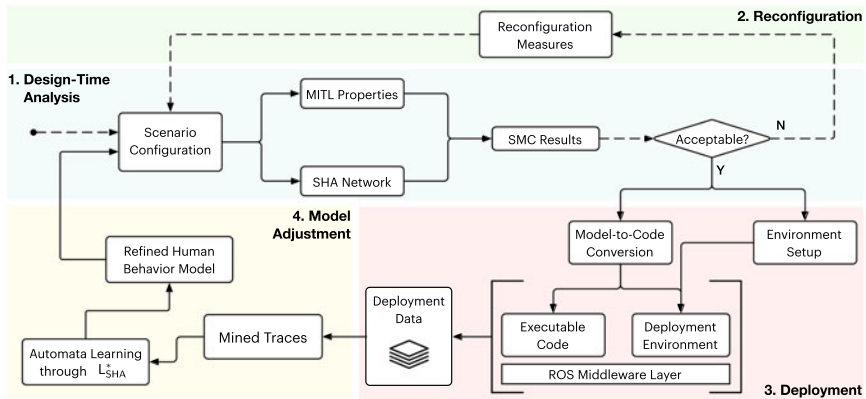 2. Reconfiguration
Reconfiguration
Measures
1. Design-Time
Analysis
Scenario
Configuration
MITL Properties
SHA Network
SMC Results
Acceptable?
N
Y
4. Model
Adjustment
Refined Human
Behavior Model
Automata Learning
through L*SHA
Mined Traces
Deployment
Data
Model-to-Code
Conversion
Environment
Setup
Executable
Code
Deployment
Environment
ROS Middleware Layer
3. Deployment